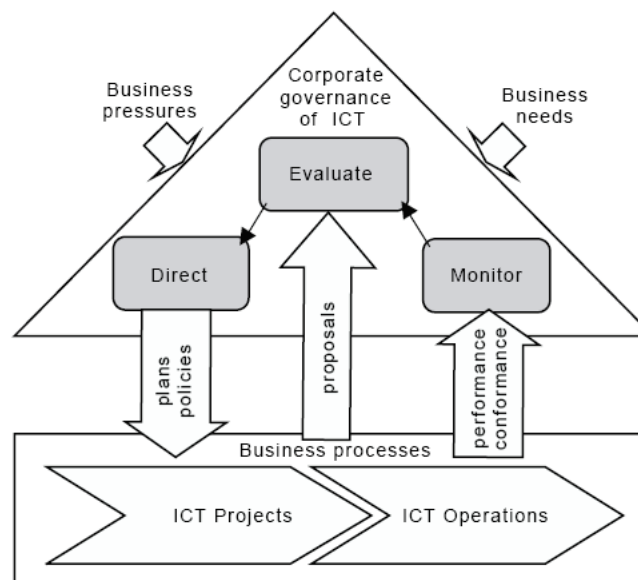 Corporate
governance
of ICT
Business
pressures
Business
needs
Evaluate
Direct
Monitor
plans
policies
proposals
performance
conformance
Business processes
ICT Projects
ICT Operations